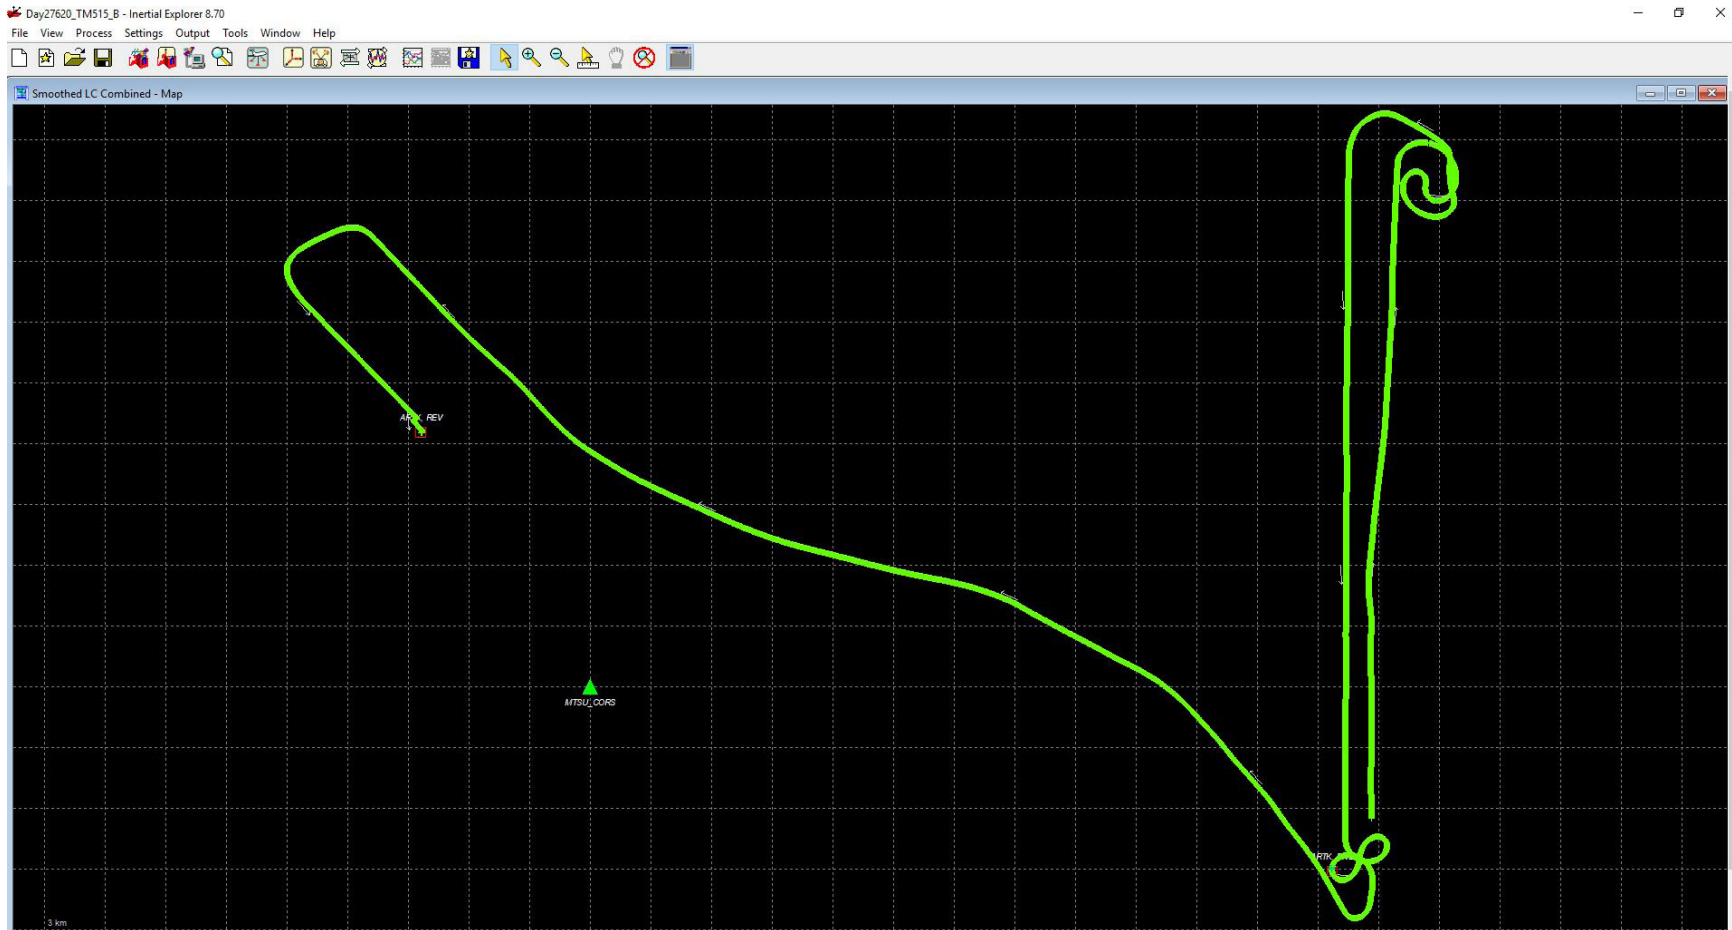 Day27620_TM515_B - Inertial Explorer 8.70
File View Process Settings Output Tools Window Help
Smoothed LC Combined - Map
REV
MTSU_CORS
3 km